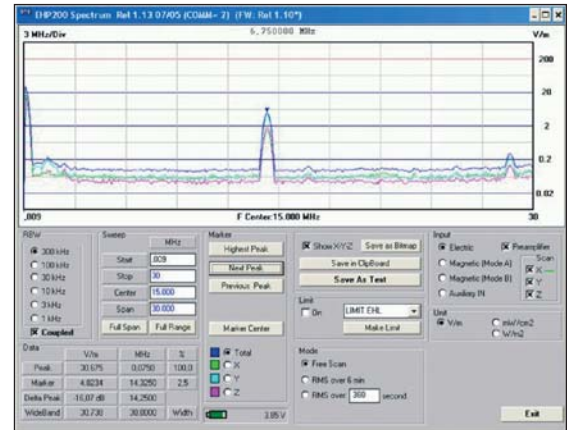 EHP200 Spectrum Rel 1.13 07/05 (COMM= 2) (FW: Rel 1.10*)
3 MHz/Div 6,750000 MHz V/m
200
20
2
0.2
0.02
,009 F Center:15.000 MHz 30
RBW
300 kHz
100 kHz
30 kHz
10 kHz
3 kHz
1 kHz
Coupled
Sweep
MHz
Start ,009
Stop 30
Center 15.000
Span 30.000
Full Span Full Range
Marker
Highest Peak
Next Peak
Previous Peak
Marker Center
Show X-Y-Z Save as Bitmap
Save in ClipBoard
Save As Text
Limit
On LIMIT EHL
Make Limit
Input
Electric
Magnetic (Mode A)
Magnetic (Mode B)
Auxiliary IN
Preamplifier
Scan
X
Y
Z
Unit
V/m mW/cm2
W/m2
Data
V/m MHz %
Peak 30.675 0,0750 100,0
Marker 4.8234 14,3250 2.5
Delta Peak -16,07 dB 14,2500
WideBand 30.730 30,0000 Width
Total
X
Y
Z
3.85 V
Mode
Free Scan
RMS over 6 min
RMS over 360 second
Exit